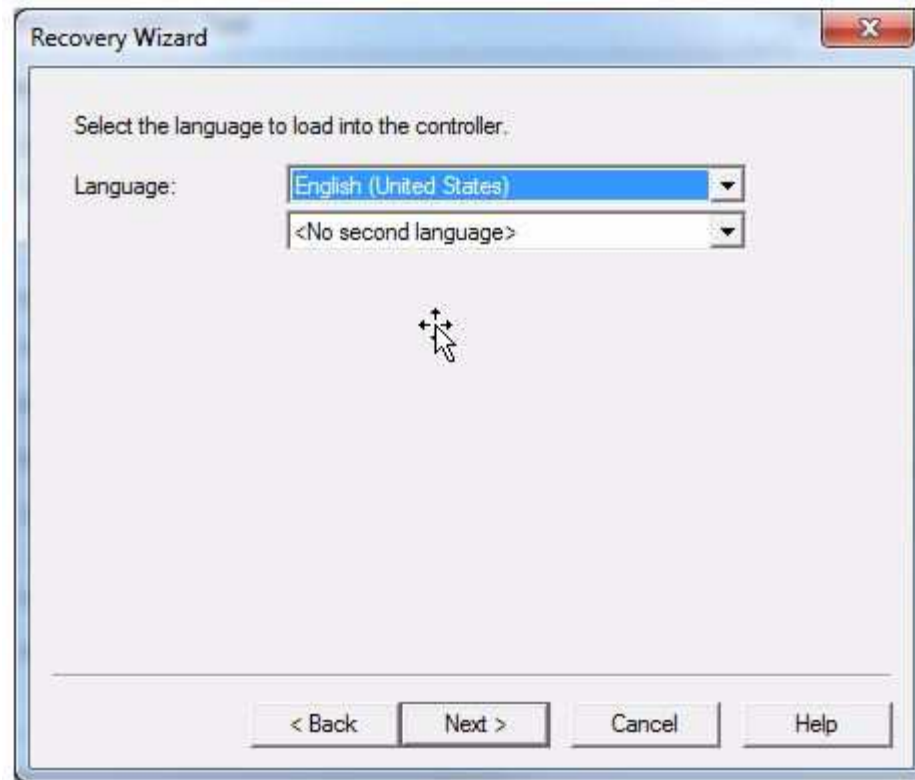 Recovery Wizard
Select the language to load into the controller.
Language: English (United States)
<No second language>
< Back Next > Cancel Help